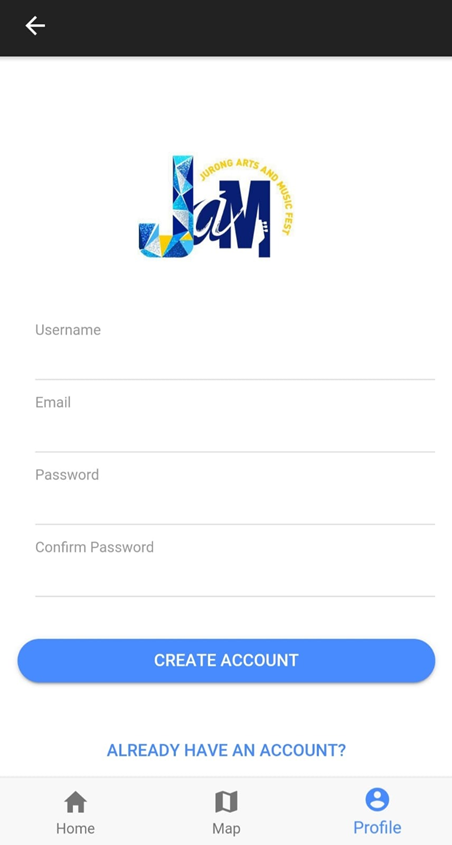 JURONG ARTS AND MUSIC FEST
JaM
Username
Email
Password
Confirm Password
CREATE ACCOUNT
ALREADY HAVE AN ACCOUNT?
Home
Map
Profile